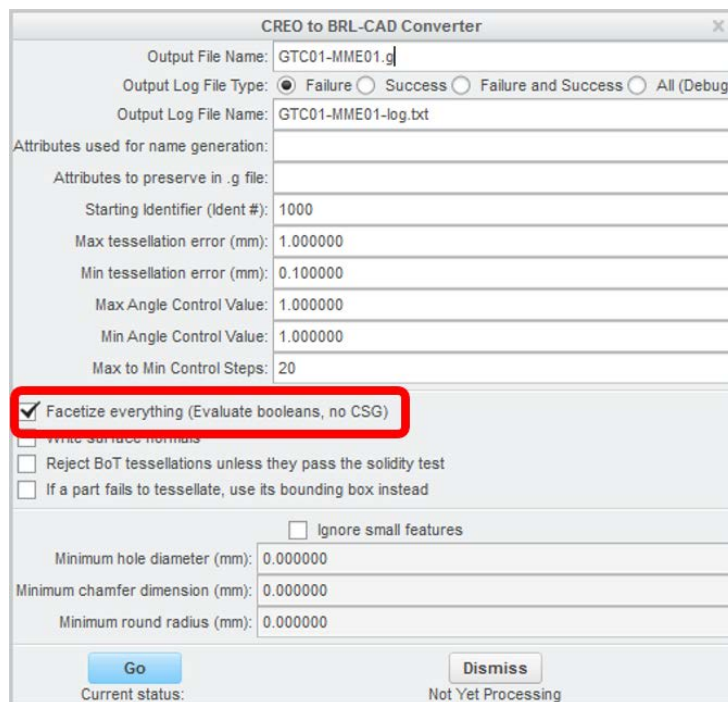 CREO to BRL-CAD Converter
Output File Name: GTC01-MME01.g
Output Log File Type: Failure Success Failure and Success All (Debug
Output Log File Name: GTC01-MME01-log.txt
Attributes used for name generation:
Attributes to preserve in .g file:
Starting Identifier (Ident #): 1000
Max tessellation error (mm): 1.000000
Min tessellation error (mm): 0.100000
Max Angle Control Value: 1.000000
Min Angle Control Value: 1.000000
Max to Min Control Steps: 20
Facetize everything (Evaluate booleans, no CSG)
Write surface normals
Reject BoT tessellations unless they pass the solidity test
If a part fails to tessellate, use its bounding box instead
Ignore small features
Minimum hole diameter (mm): 0.000000
Minimum chamfer dimension (mm): 0.000000
Minimum round radius (mm): 0.000000
Go Dismiss
Current status: Not Yet Processing